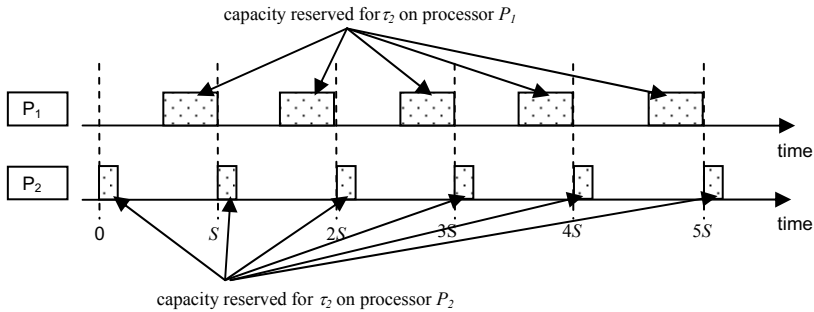 capacity reserved for τ2 on processor P1
P1
time
P2
0 S 2S 3S 4S 5S
time
capacity reserved for τ2 on processor P2